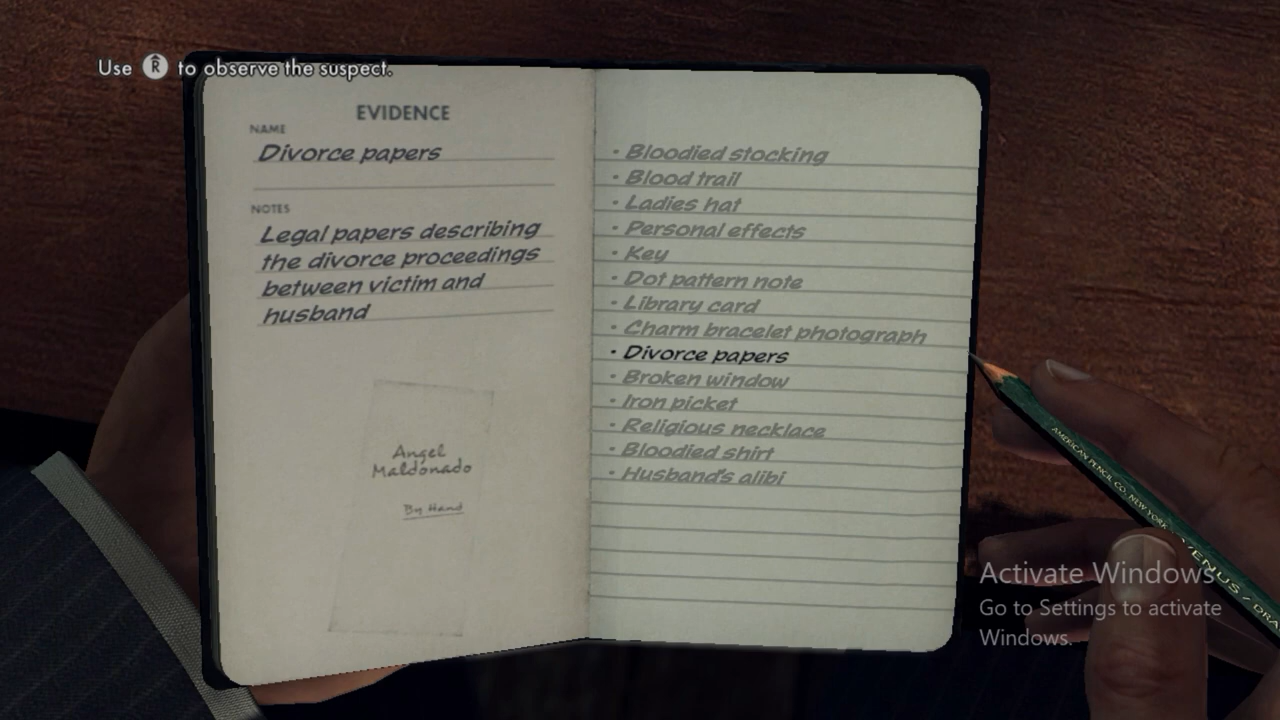 Use R to observe the suspect.
EVIDENCE
NAME
Divorce papers
NOTES
Legal papers describing
the divorce proceedings
between victim and
husband
Angel
Maldonado
By Hand
• Bloodied stocking
• Blood trail
• Ladies hat
• Personal effects
• Key
• Dot pattern note
• Library card
• Charm bracelet photograph
• Divorce papers
• Broken window
• Iron picket
• Religious necklace
• Bloodied shirt
• Husband's alibi
AMERICAN PENCIL CO. NEW YORK
VENUS / DRA
Activate Windows
Go to Settings to activate
Windows.